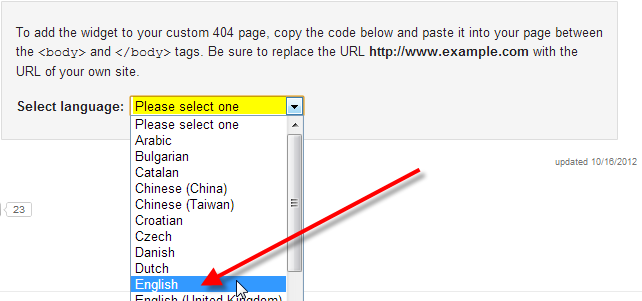 To add the widget to your custom 404 page, copy the code below and paste it into your page between
the <body> and </body> tags. Be sure to replace the URL http://www.example.com with the
URL of your own site.
Select language: Please select one
Please select one
Arabic
Bulgarian
Catalan
Chinese (China)
Chinese (Taiwan)
Croatian
Czech
Danish
Dutch
English
English (United Kingdom)
updated 10/16/2012
23